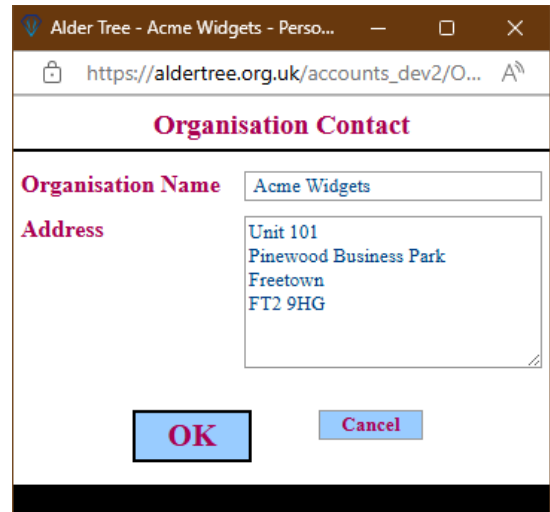 Alder Tree - Acme Widgets - Perso...
https://aldertree.org.uk/accounts_dev2/O...
Organisation Contact
Organisation Name Acme Widgets
Address
Unit 101
Pinewood Business Park
Freetown
FT2 9HG
OK Cancel